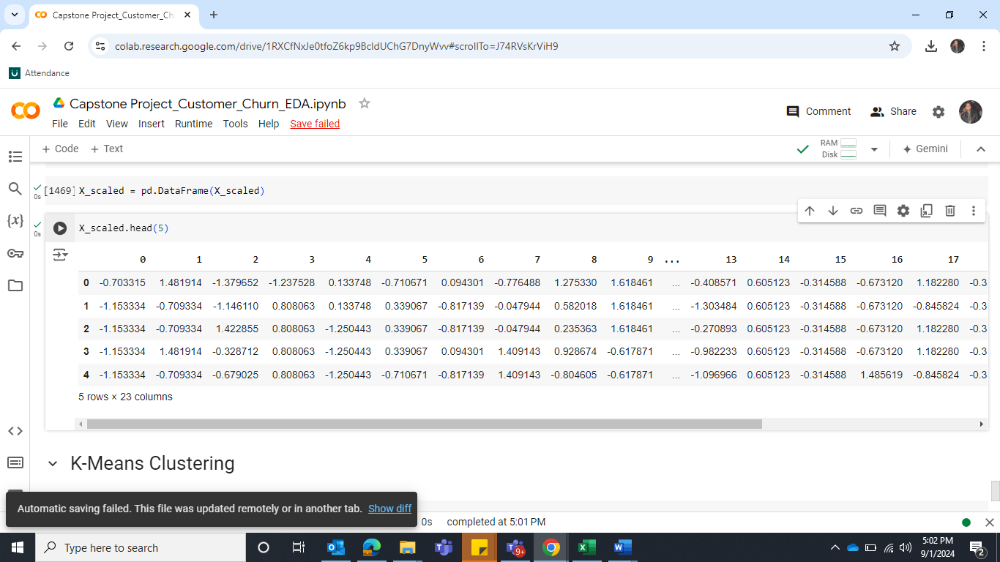 Capstone Project_Customer_Ch
colab.research.google.com/drive/1RXCfNxJe0tfoZ6kp9BcldUChG7DnyWvv#scrollTo=J74RVsKrViH9
Attendance
Capstone Project_Customer_Churn_EDA.ipynb
File Edit View Insert Runtime Tools Help Save failed
Comment Share
+ Code + Text
RAM
Disk
Gemini
[1469] X_scaled = pd.DataFrame(X_scaled)
0s
X_scaled.head(5)
0s
0 1 2 3 4 5 6 7 8 9 ... 13 14 15 16 17
0 -0.703315 1.481914 -1.379652 -1.237528 0.133748 -0.710671 0.094301 -0.776488 1.275330 1.618461 ... -0.408571 0.605123 -0.314588 -0.673120 1.182280 -0.3
1 -1.153334 -0.709334 -1.146110 0.808063 0.133748 0.339067 -0.817139 -0.047944 0.582018 1.618461 ... -1.303484 0.605123 -0.314588 -0.673120 -0.845824 -0.3
2 -1.153334 -0.709334 1.422855 0.808063 -1.250443 0.339067 -0.817139 -0.047944 0.235363 1.618461 ... -0.270893 0.605123 -0.314588 -0.673120 1.182280 -0.3
3 -1.153334 1.481914 -0.328712 0.808063 -1.250443 0.339067 0.094301 1.409143 0.928674 -0.617871 ... -0.982233 0.605123 -0.314588 -0.673120 1.182280 -0.3
4 -1.153334 -0.709334 -0.679025 0.808063 -1.250443 -0.710671 -0.817139 1.409143 -0.804605 -0.617871 ... -1.096966 0.605123 -0.314588 1.485619 -0.845824 -0.3
5 rows × 23 columns
K-Means Clustering
Automatic saving failed. This file was updated remotely or in another tab. Show diff
0s completed at 5:01 PM
Type here to search
9+
5:02 PM
9/1/2024
2